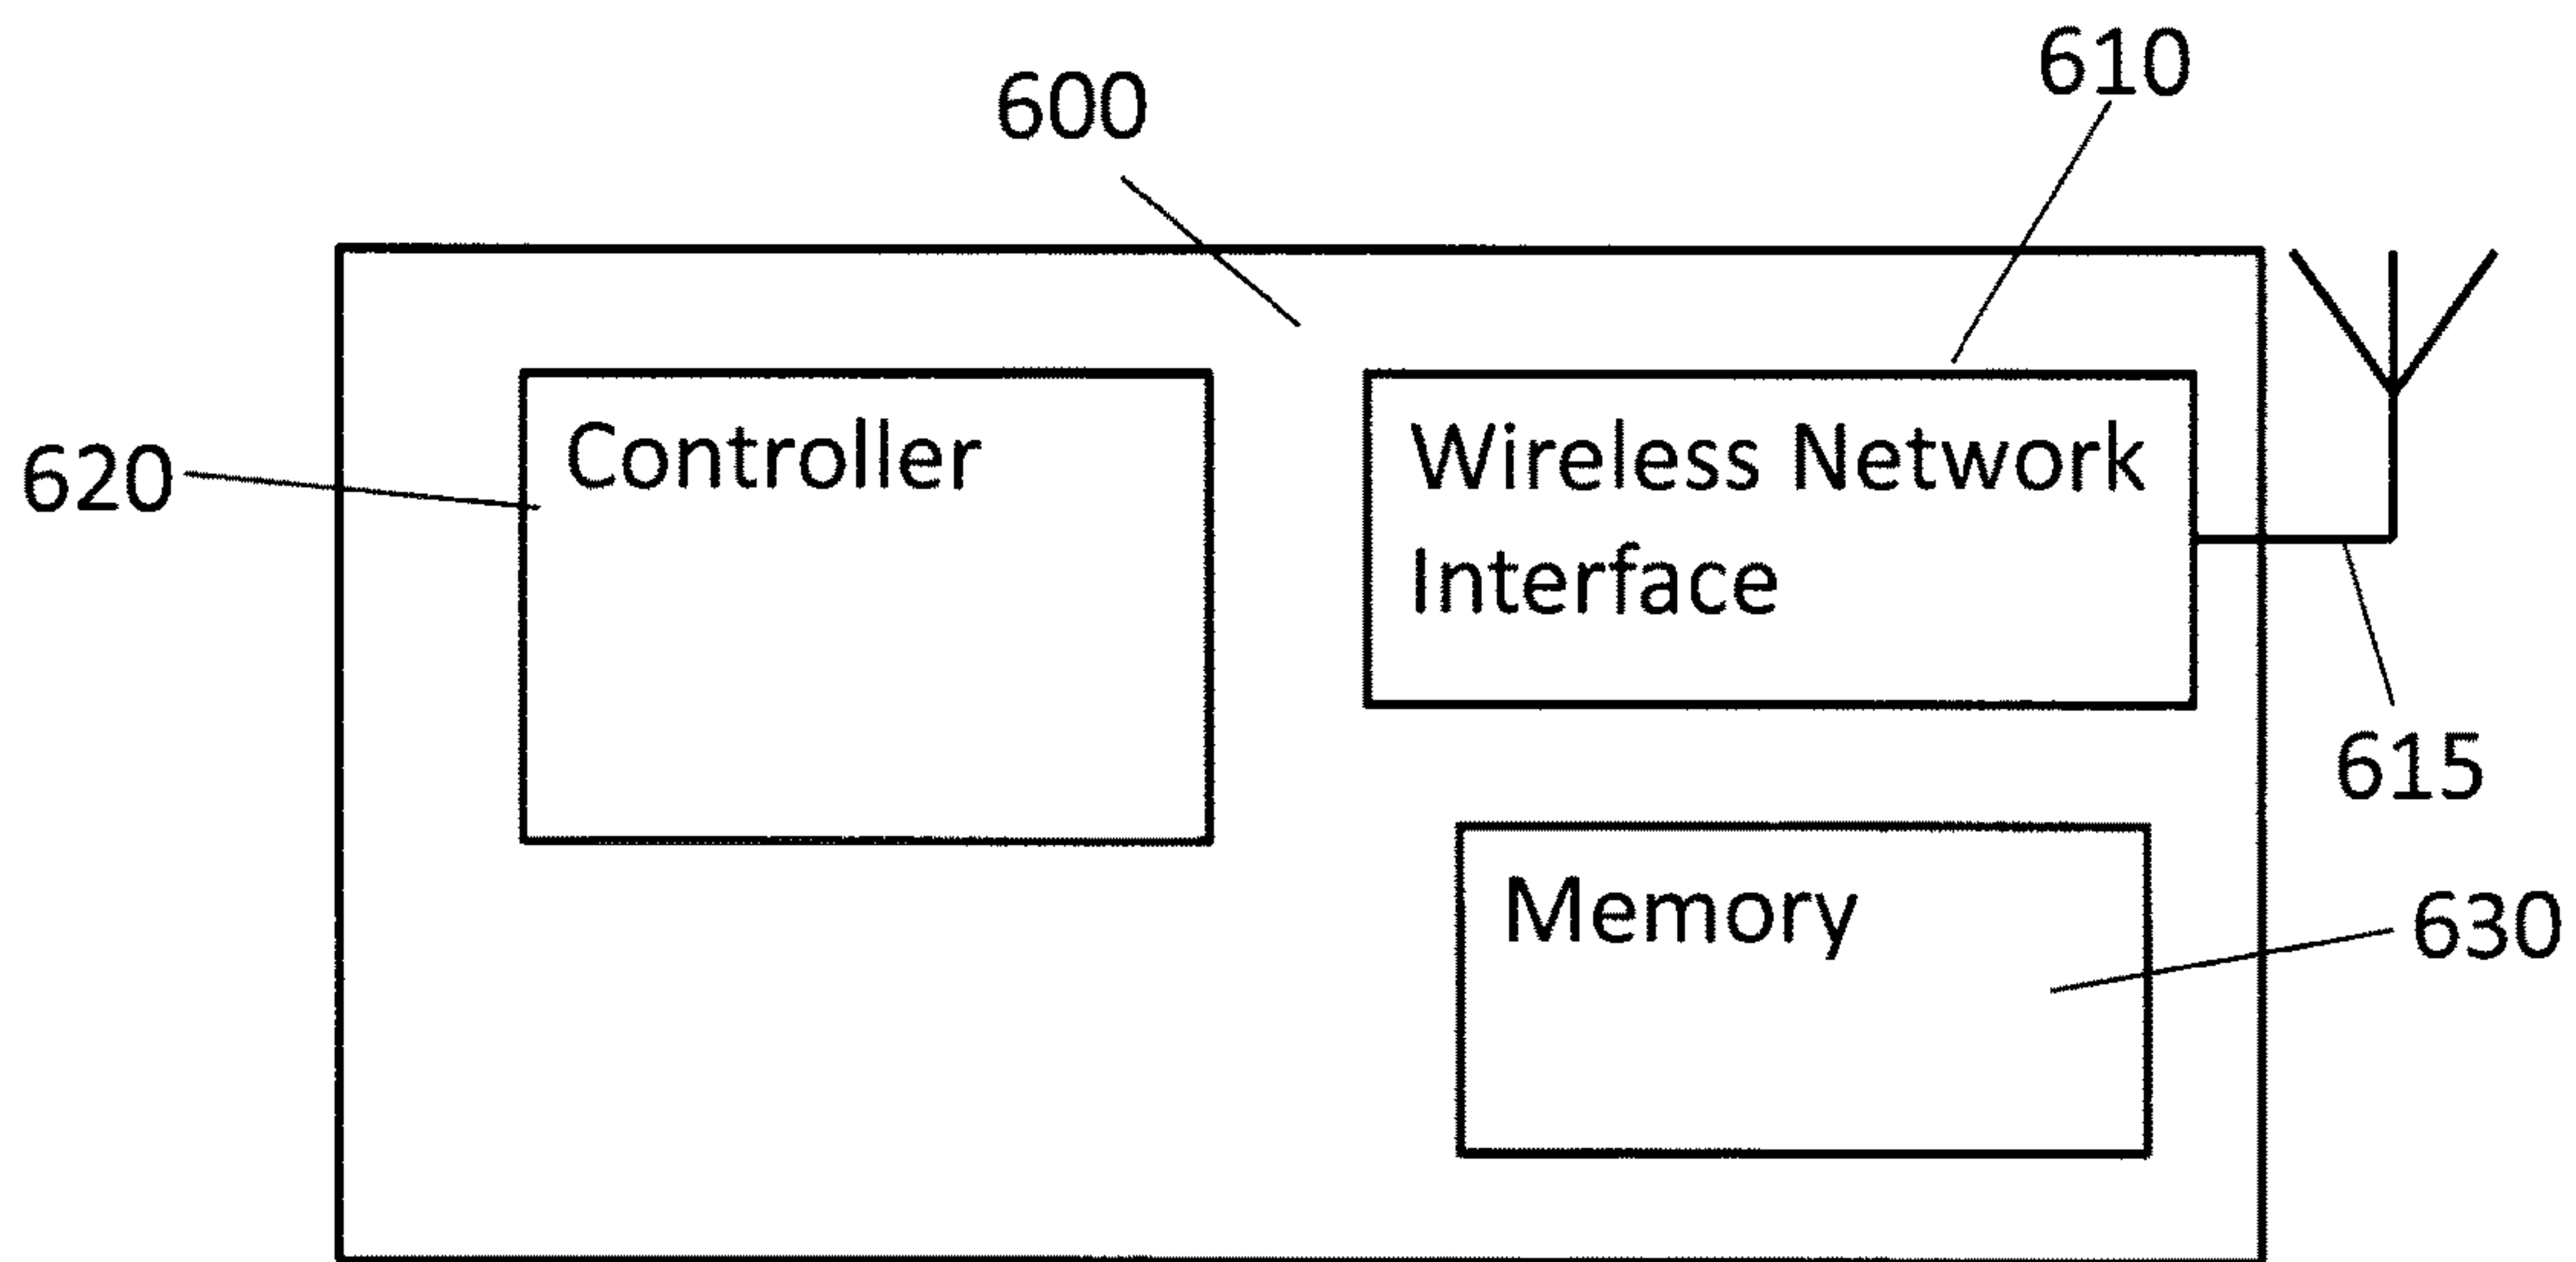 610
600
Controller
Wireless Network
Interface
620
615
Memory
630